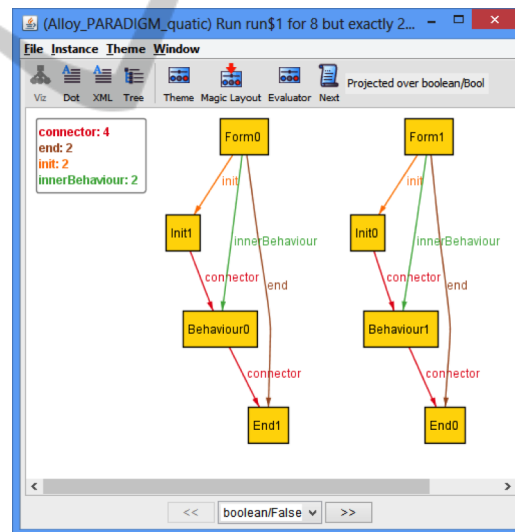 (Alloy_PARADIGM_quatic) Run run$1 for 8 but exactly 2...
File Instance Theme Window
Viz Dot XML Tree Theme Magic Layout Evaluator Next Projected over boolean/Bool
connector: 4
end: 2
init: 2
innerBehaviour: 2
Form0 Form1
init init
Init1 innerBehaviour Init0 innerBehaviour
connector end connector end
Behaviour0 Behaviour1
connector connector
End1 End0
<< boolean/False >>